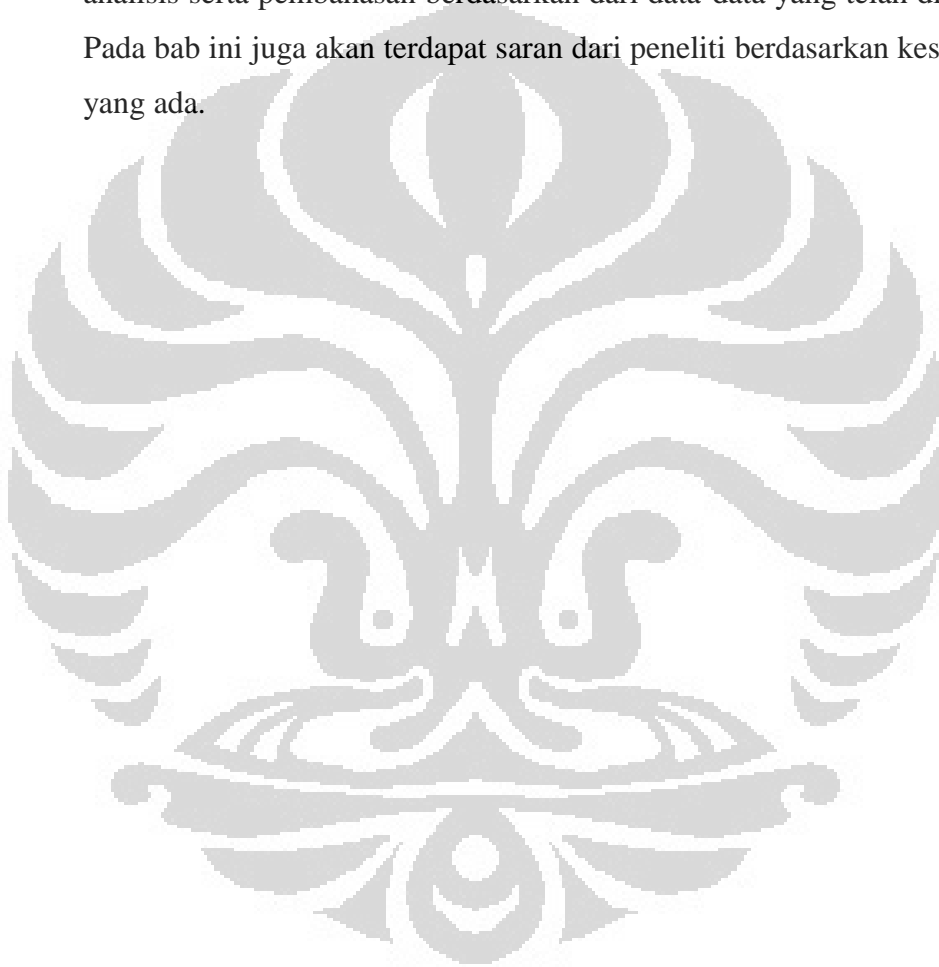 analisis serta pembahasan berdasarkan dari data-data yang telah
Pada bab ini juga akan terdapat saran dari peneliti berdasarkan
yang ada.